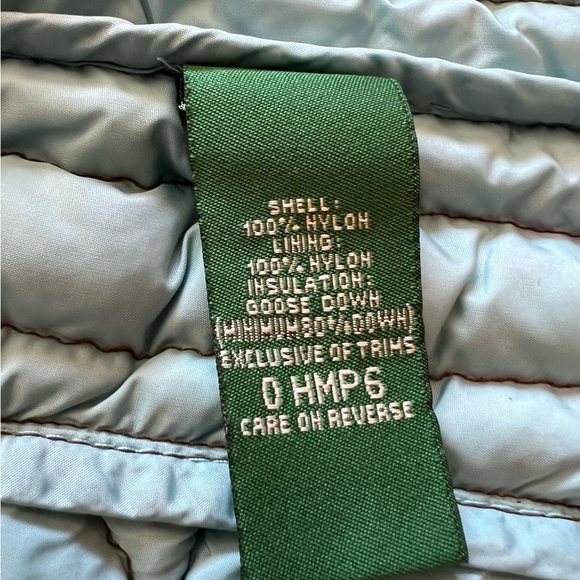 SHELL:
100% NYLON
LINING:
100% NYLON
INSULATION:
GOOSE DOWN
(MINIMIM 80% DOWN)
EXCLUSIVE OF TRIMS
0 HMP6
CARE ON REVERSE